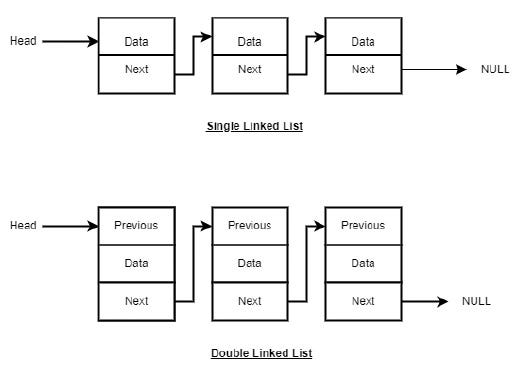 Head
Data
Data
Data
Next
Next
Next
NULL
Single Linked List
Head
Previous
Previous
Previous
Data
Data
Data
Next
Next
Next
NULL
Double Linked List